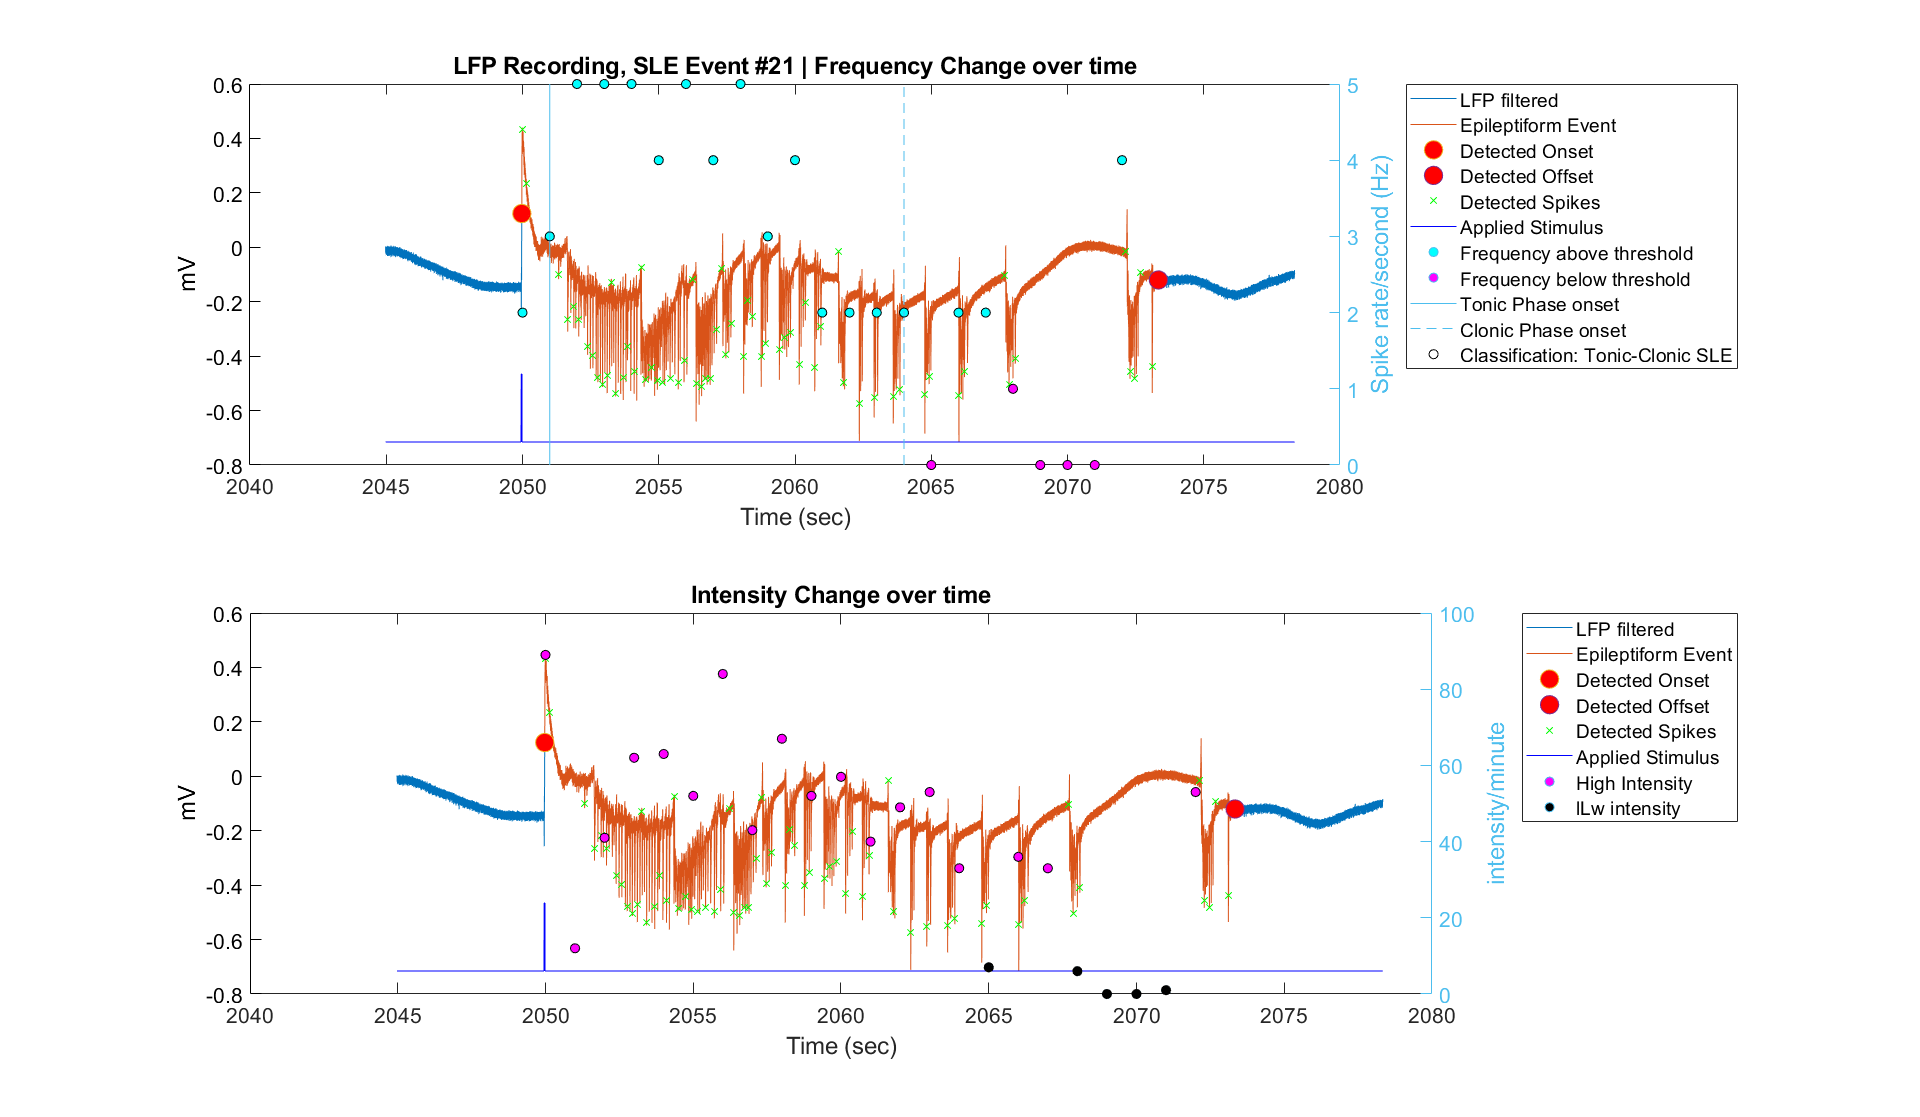 LFP Recording, SLE Event #21 | Frequency Change over time
0.6
0.4
0.2
0
-0.2
-0.4
-0.6
-0.8
mV
5
4
3
2
1
0
Spike rate/second (Hz)
2040 2045 2050 2055 2060 2065 2070 2075 2080
Time (sec)
LFP filtered
Epileptiform Event
Detected Onset
Detected Offset
Detected Spikes
Applied Stimulus
Frequency above threshold
Frequency below threshold
Tonic Phase onset
Clonic Phase onset
Classification: Tonic-Clonic SLE
Intensity Change over time
0.6
0.4
0.2
0
-0.2
-0.4
-0.6
-0.8
mV
100
80
60
40
20
0
intensity/minute
2040 2045 2050 2055 2060 2065 2070 2075 2080
Time (sec)
LFP filtered
Epileptiform Event
Detected Onset
Detected Offset
Detected Spikes
Applied Stimulus
High Intensity
lLw intensity